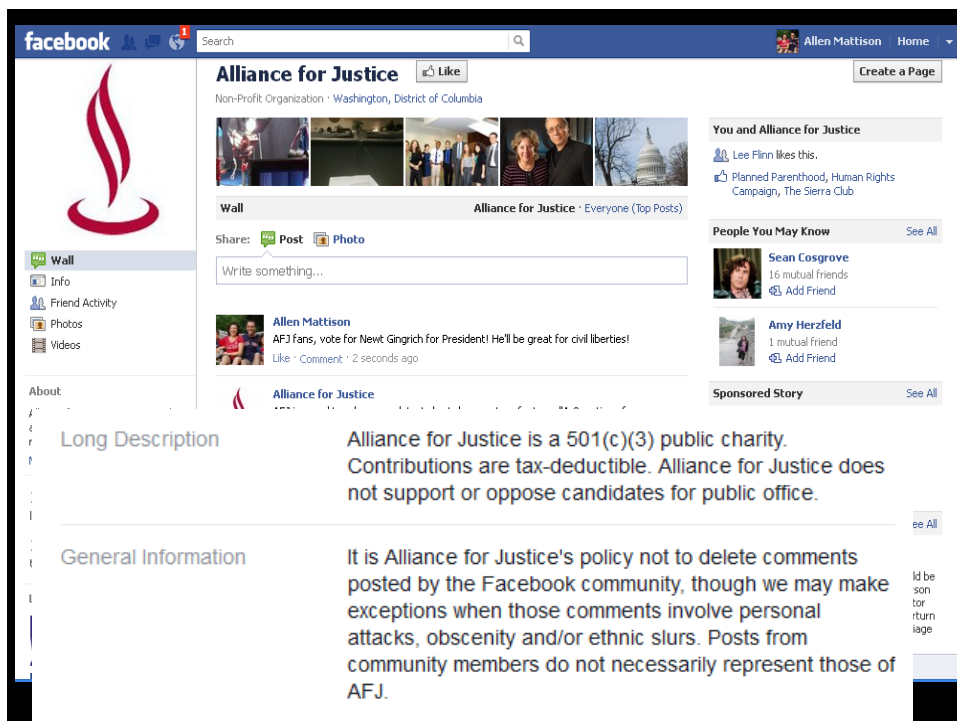 facebook
1
Search
Allen Mattison
Home
Alliance for Justice
Like
Create a Page
Non-Profit Organization · Washington, District of Columbia
Wall
Alliance for Justice · Everyone (Top Posts)
Share: Post Photo
Write something...
Wall
Info
Friend Activity
Photos
Videos
About
Allen Mattison
AFJ fans, vote for Newt Gingrich for President! He'll be great for civil liberties!
Like · Comment · 2 seconds ago
Alliance for Justice
You and Alliance for Justice
Lee Flinn likes this.
Planned Parenthood, Human Rights
Campaign, The Sierra Club
People You May Know
See All
Sean Cosgrove
16 mutual friends
Add Friend
Amy Herzfeld
1 mutual friend
Add Friend
Sponsored Story
See All
Long Description
Alliance for Justice is a 501(c)(3) public charity.
Contributions are tax-deductible. Alliance for Justice does
not support or oppose candidates for public office.
General Information
It is Alliance for Justice's policy not to delete comments
posted by the Facebook community, though we may make
exceptions when those comments involve personal
attacks, obscenity and/or ethnic slurs. Posts from
community members do not necessarily represent those of
AFJ.